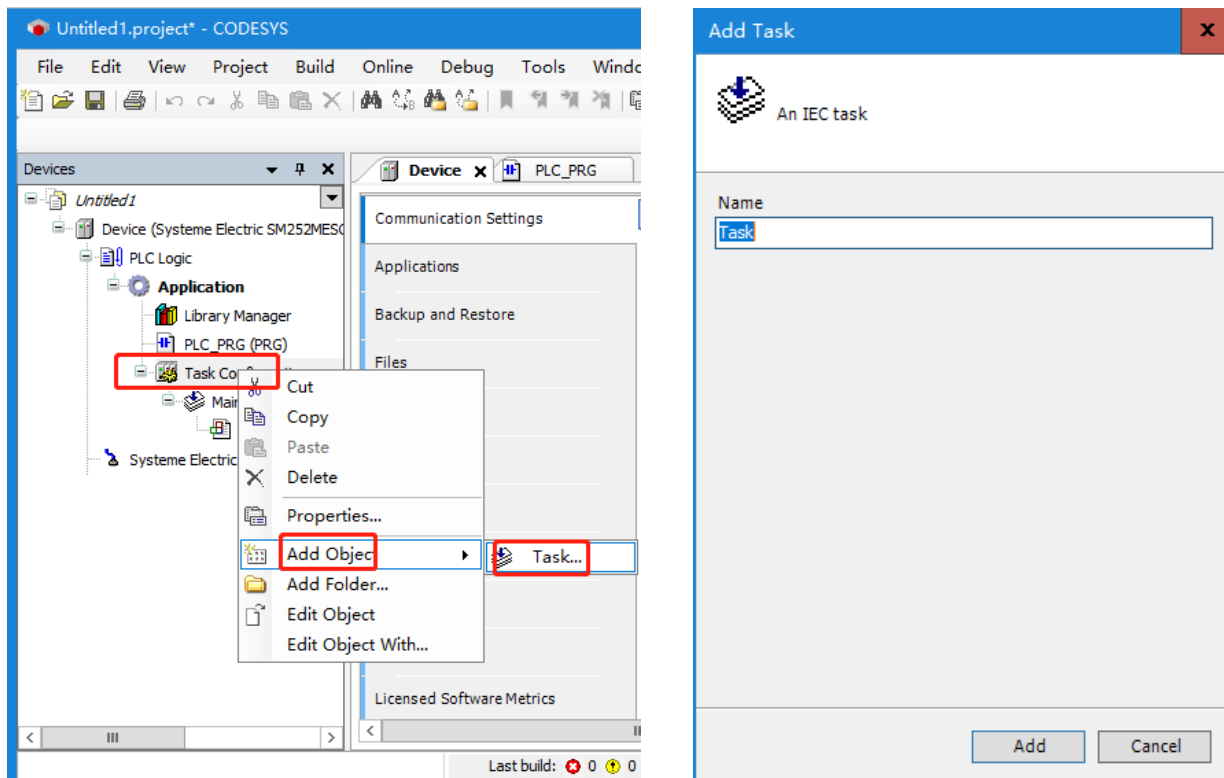 Untitled1.project* - CODESYS
File Edit View Project Build Online Debug Tools
Devices
Device PLC_PRG
Untitled1
Device (Systeme Electric
PLC Logic
Application
Library Manager
PLC_PRG (PRG)
Task
Systeme Electric
Communication Settings
Applications
Backup and Restore
Files
Licensed Software Metrics
Cut
Copy
Paste
Delete
Properties...
Add Object
Task...
Add Folder...
Edit Object
Edit Object With...
Last build: 0 0
Add Task
An IEC task
Name
Task
Add Cancel